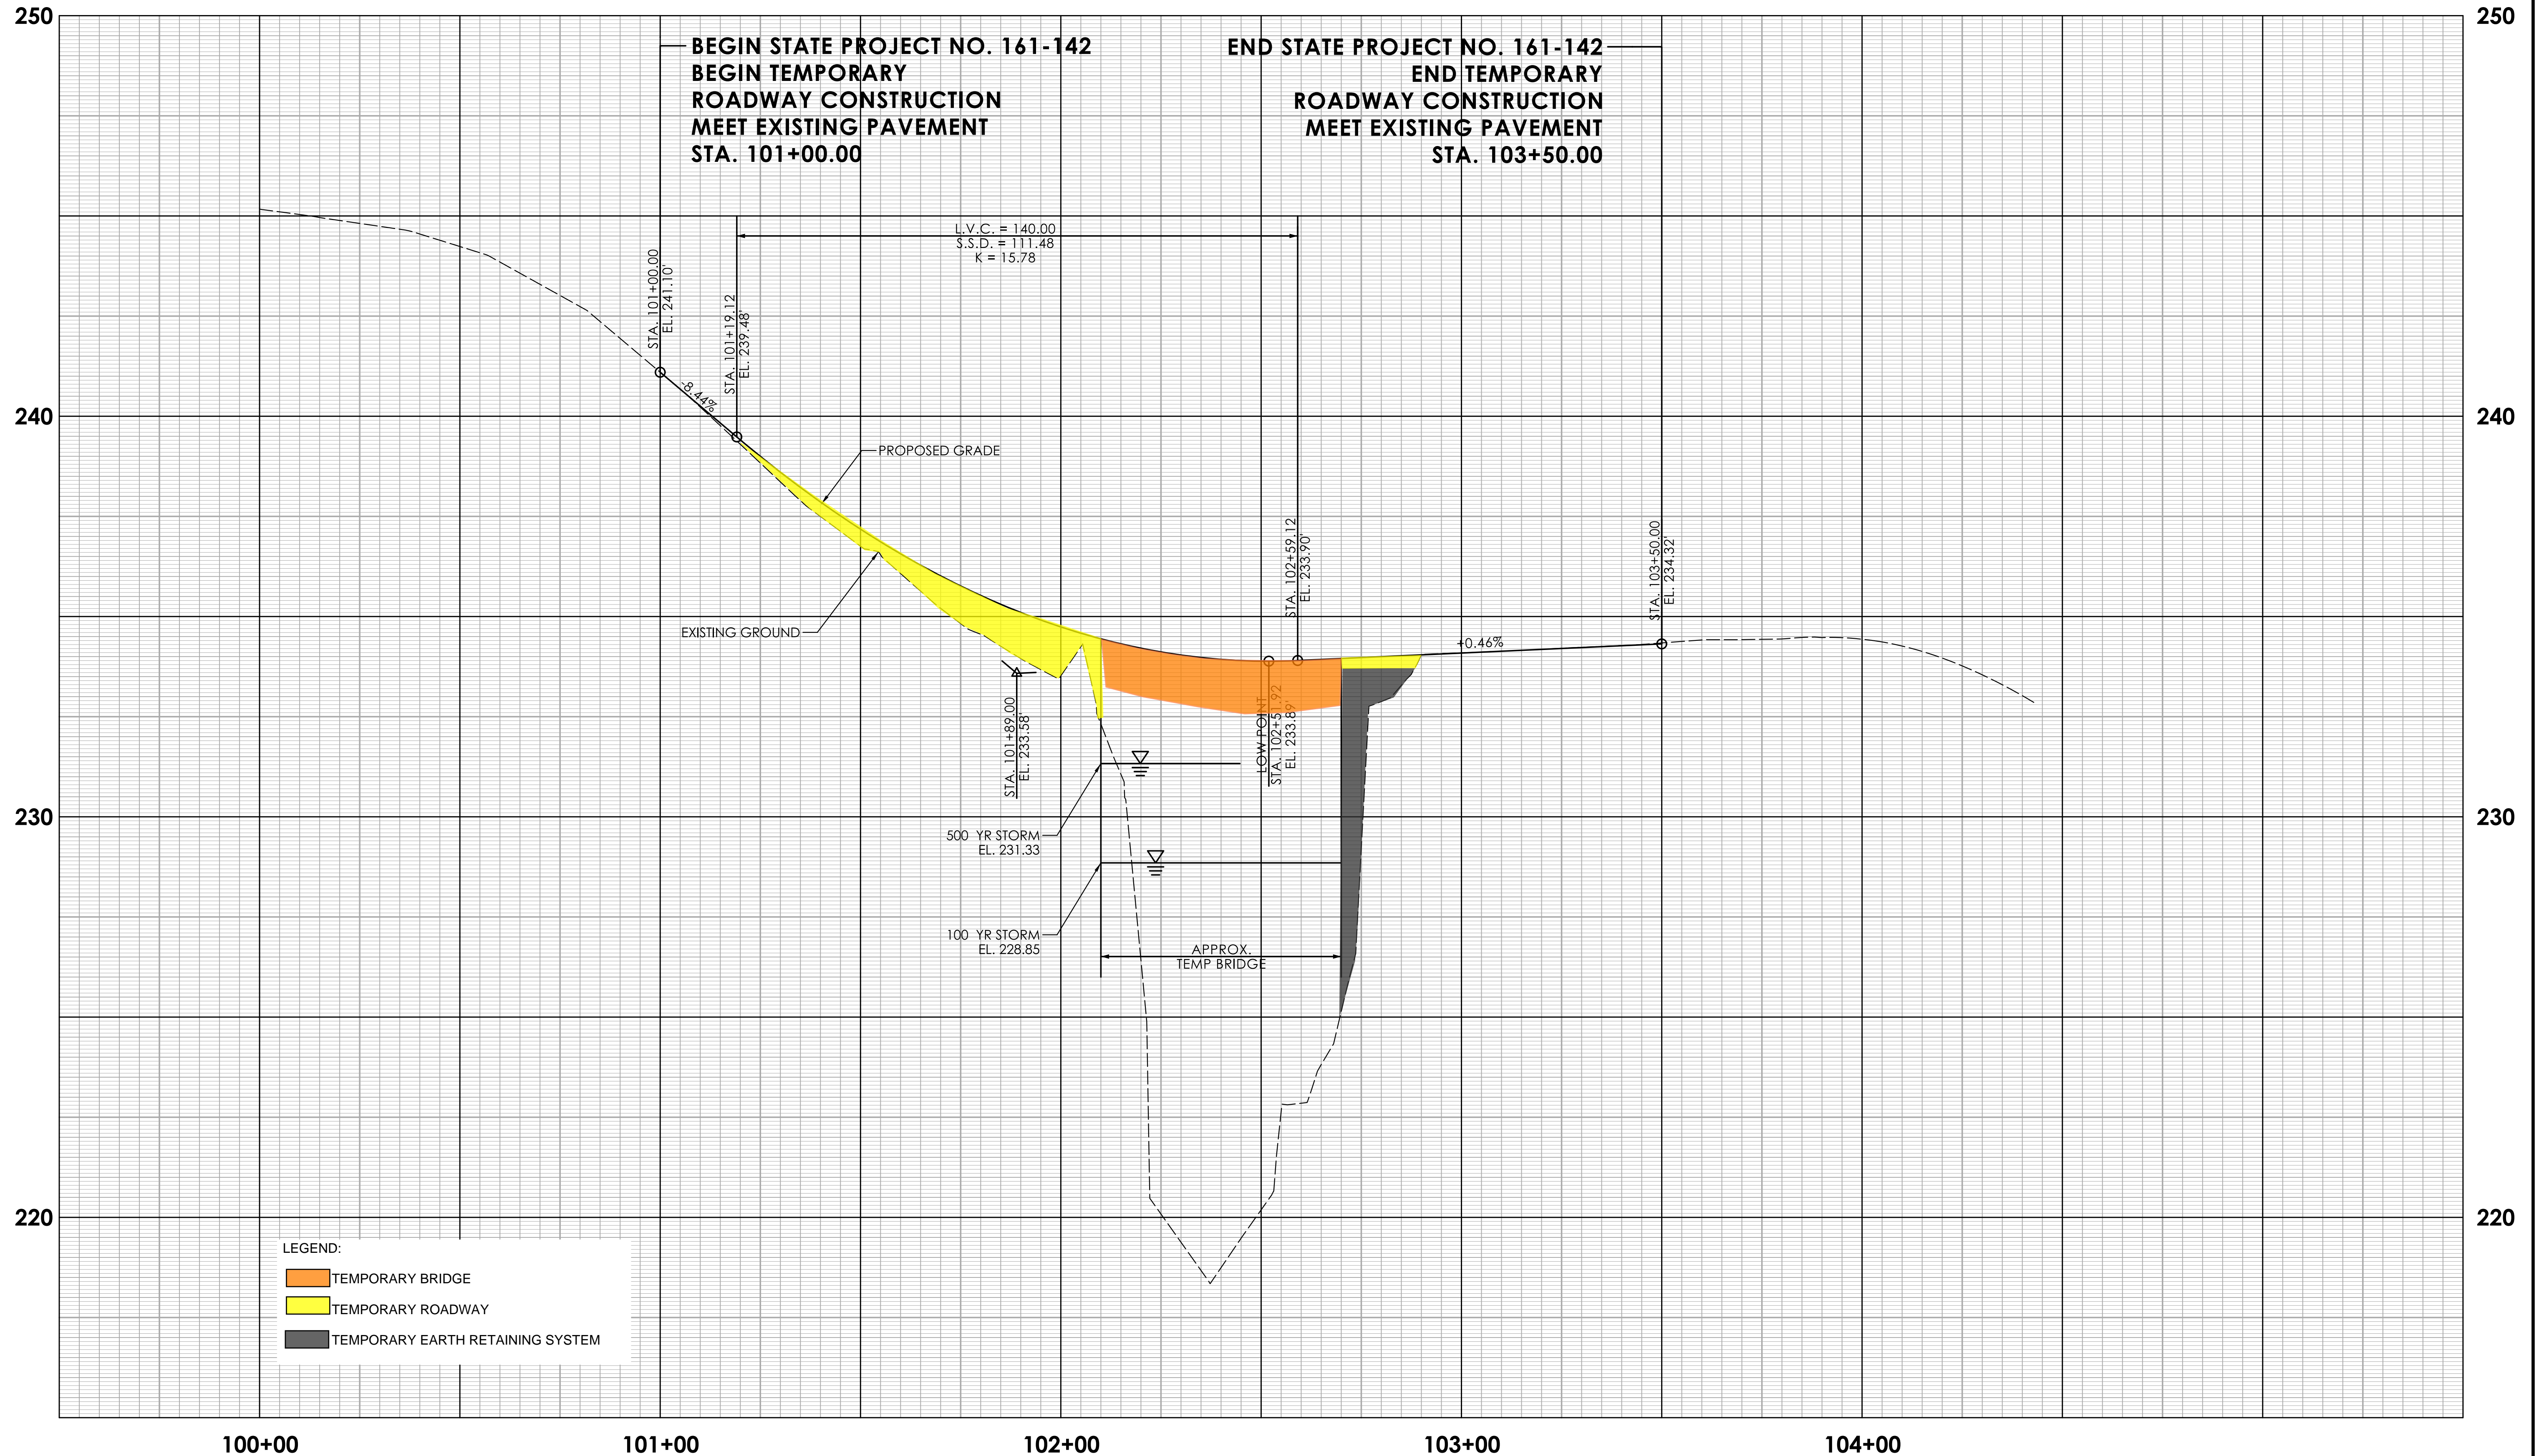 250
250
BEGIN STATE PROJECT NO. 161-142
BEGIN TEMPORARY
ROADWAY CONSTRUCTION
MEET EXISTING PAVEMENT
STA. 101+00.00
END STATE PROJECT NO. 161-142
END TEMPORARY
ROADWAY CONSTRUCTION
MEET EXISTING PAVEMENT
STA. 103+50.00
L.V.C. = 140.00
S.S.D. = 111.48
K = 15.78
STA. 101+00.00
EL. 241.10'
STA. 101+19.12
EL. 239.48'
-8.44%
240
240
PROPOSED GRADE
EXISTING GROUND
STA. 102+59.12
EL. 233.90'
STA. 103+50.00
EL. 234.32'
+0.46%
STA. 101+89.00
EL. 233.58'
LOW POINT
STA. 102+51.92
EL. 233.89'
230
230
500 YR STORM
EL. 231.33
100 YR STORM
EL. 228.85
APPROX.
TEMP BRIDGE
220
220
LEGEND:
TEMPORARY BRIDGE
TEMPORARY ROADWAY
TEMPORARY EARTH RETAINING SYSTEM
100+00
101+00
102+00
103+00
104+00